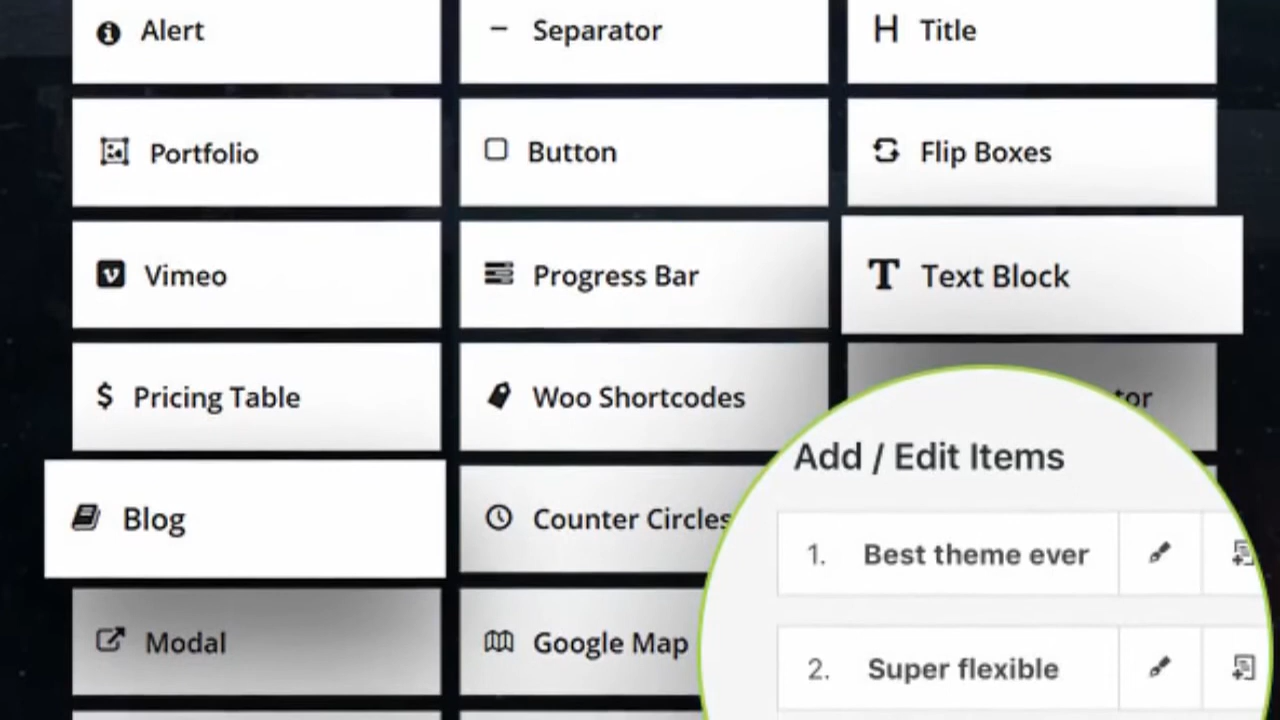 Alert
Separator
Title
Portfolio
Button
Flip Boxes
Vimeo
Progress Bar
Text Block
Pricing Table
Woo Shortcodes
Blog
Counter Circles
Modal
Google Map
Add / Edit Items
1. Best theme ever
2. Super flexible